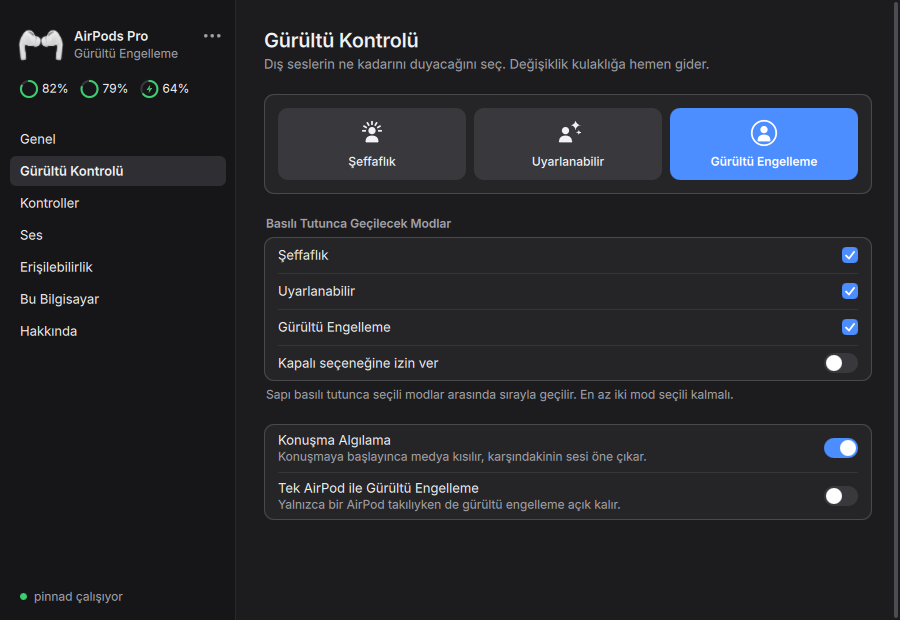 AirPods Pro
Gürültü Engelleme
82% 79% 64%
Genel
Gürültü Kontrolü
Kontroller
Ses
Erişilebilirlik
Bu Bilgisayar
Hakkında
pinnad çalışıyor
Gürültü Kontrolü
Dış seslerin ne kadarını duyacağını seç. Değişiklik kulaklığa hemen gider.
Şeffaflık
Uyarlanabilir
Gürültü Engelleme
Basılı Tutunca Geçilecek Modlar
Şeffaflık
Uyarlanabilir
Gürültü Engelleme
Kapalı seçeneğine izin ver
Sapı basılı tutunca seçili modlar arasında sırayla geçilir. En az iki mod seçili kalmalı.
Konuşma Algılama
Konuşmaya başlayınca medya kısılır, karşındakinin sesi öne çıkar.
Tek AirPod ile Gürültü Engelleme
Yalnızca bir AirPod takılıyken de gürültü engelleme açık kalır.